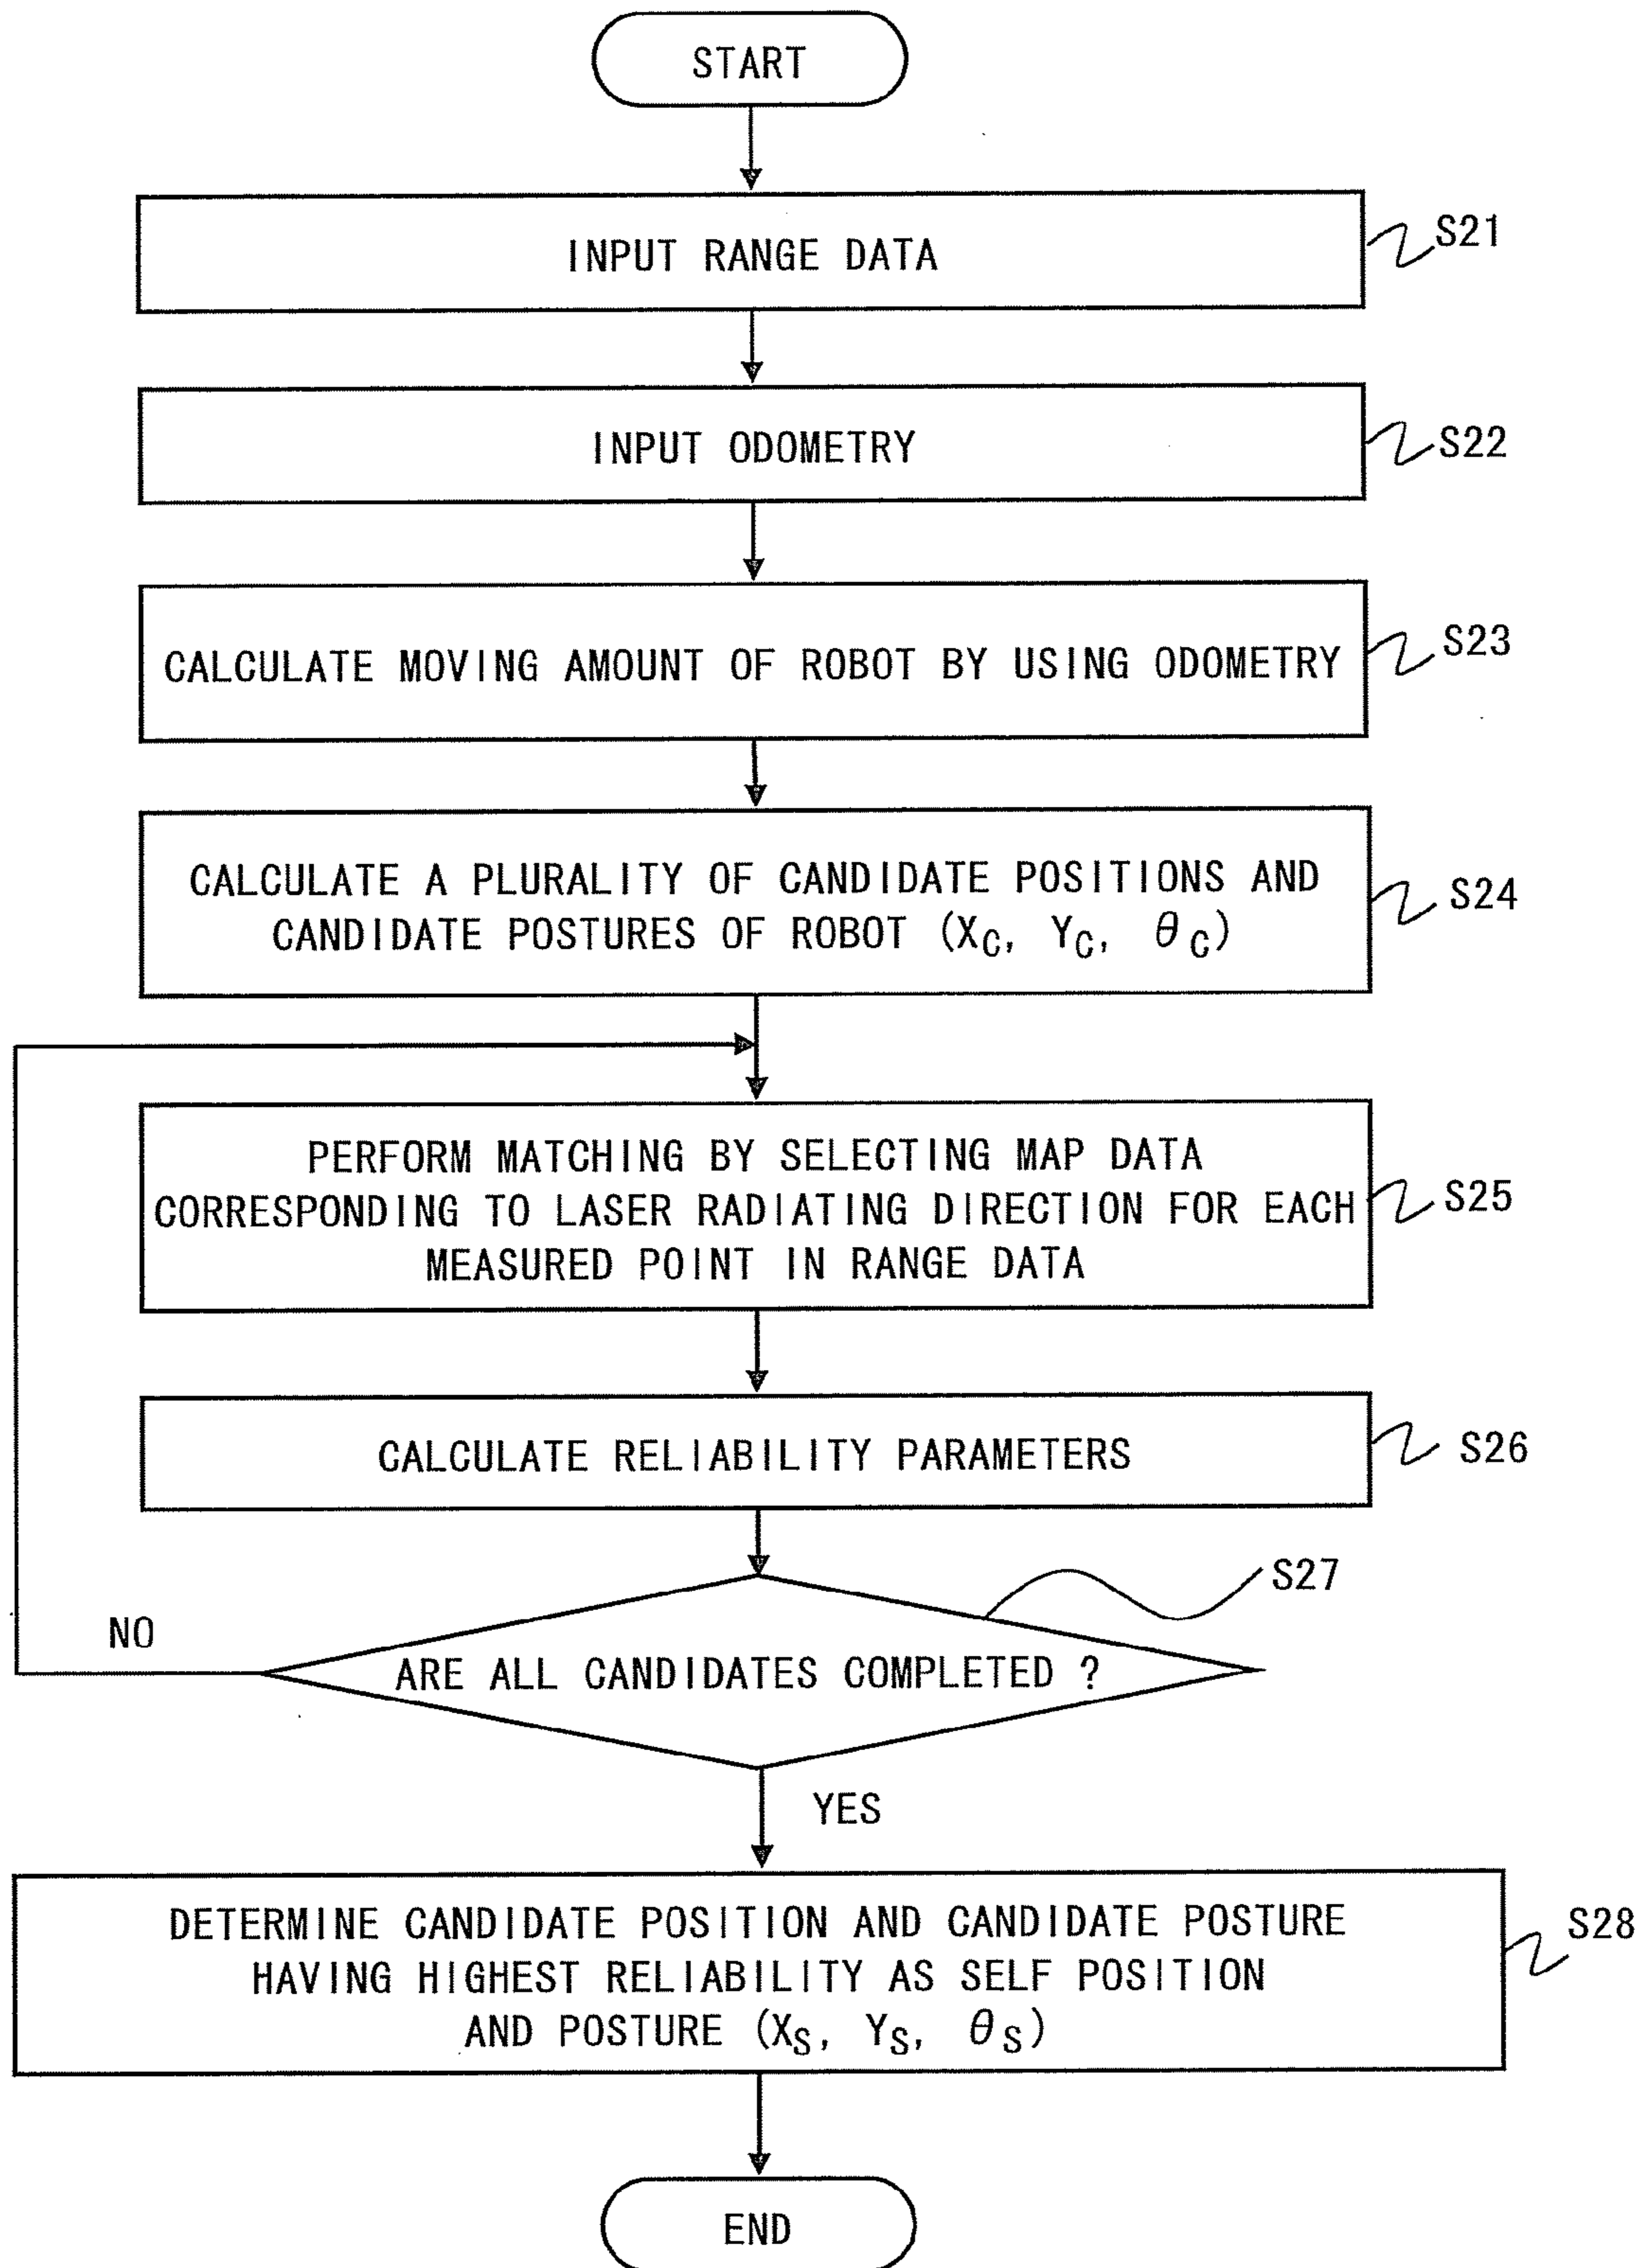 START
INPUT RANGE DATA
S21
INPUT ODOMETRY
S22
CALCULATE MOVING AMOUNT OF ROBOT BY USING ODOMETRY
S23
CALCULATE A PLURALITY OF CANDIDATE POSITIONS AND
CANDIDATE POSTURES OF ROBOT (XC, YC, θC)
S24
PERFORM MATCHING BY SELECTING MAP DATA
CORRESPONDING TO LASER RADIATING DIRECTION FOR EACH
MEASURED POINT IN RANGE DATA
S25
CALCULATE RELIABILITY PARAMETERS
S26
S27
NO
ARE ALL CANDIDATES COMPLETED ?
YES
DETERMINE CANDIDATE POSITION AND CANDIDATE POSTURE
HAVING HIGHEST RELIABILITY AS SELF POSITION
AND POSTURE (XS, YS, θS)
S28
END